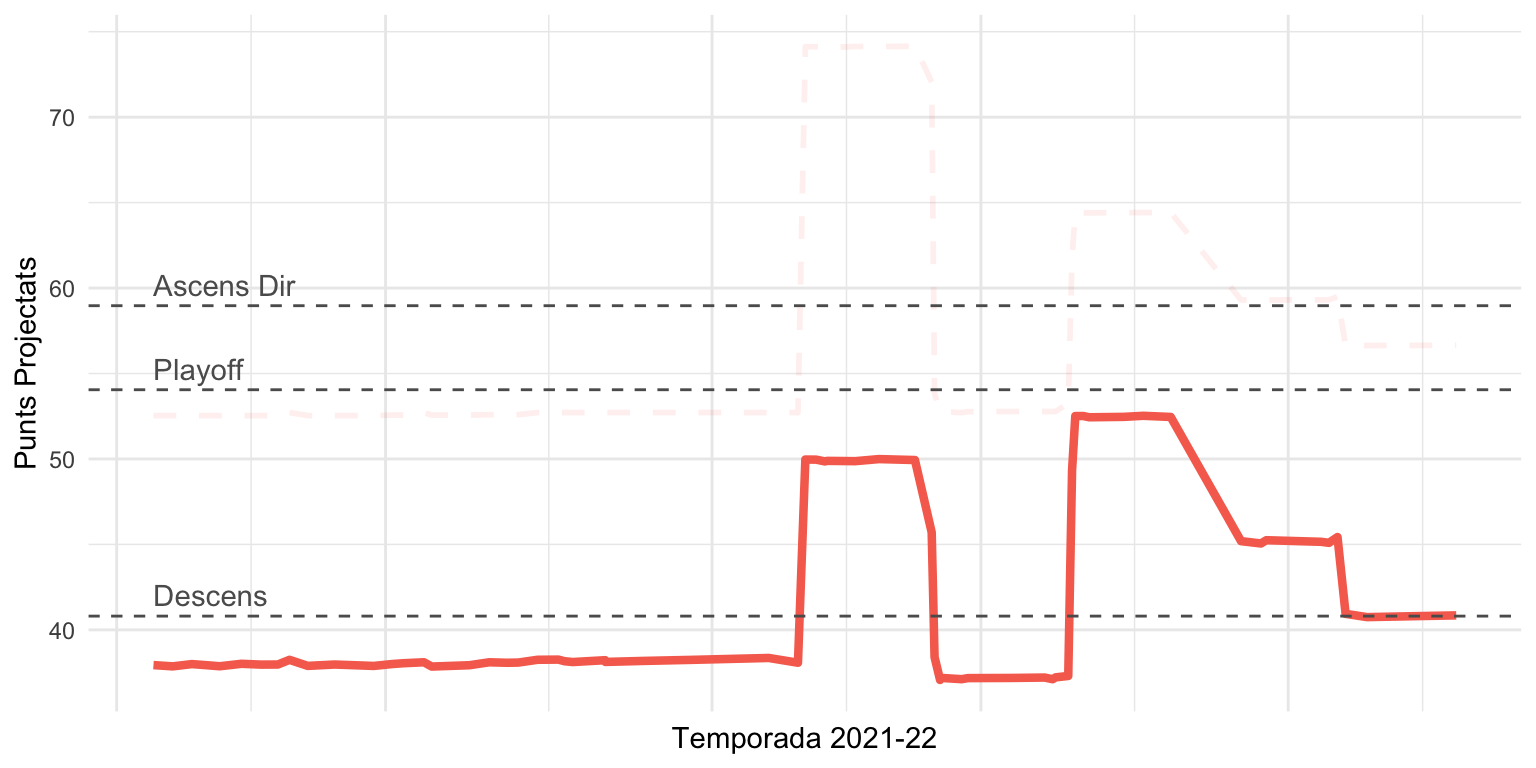 70
60
50
40
Punts Projectats
Ascens Dir
Playoff
Descens
Temporada 2021-22